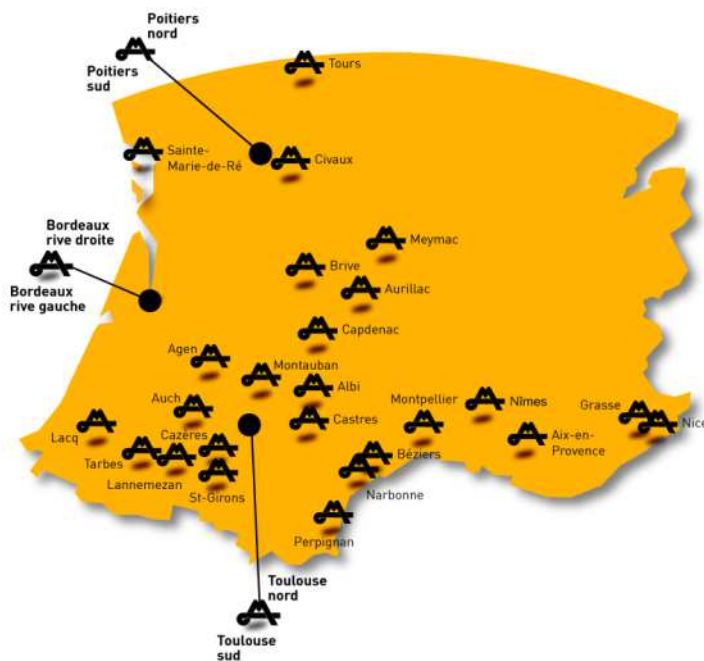 Poitiers
nord
Poitiers
sud
Tours
Sainte-
Marie-de-Ré
Civaux
Bordeaux
rive droite
Bordeaux
rive gauche
Meymac
Brive
Aurillac
Capdenac
Agen
Montauban
Albi
Auch
Castres
Montpellier
Nîmes
Grasse
Nice
Lacq
Cazères
Tarbes
Lannemezan
St-Girons
Béziers
Aix-en-
Provence
Narbonne
Perpignan
Toulouse
nord
Toulouse
sud